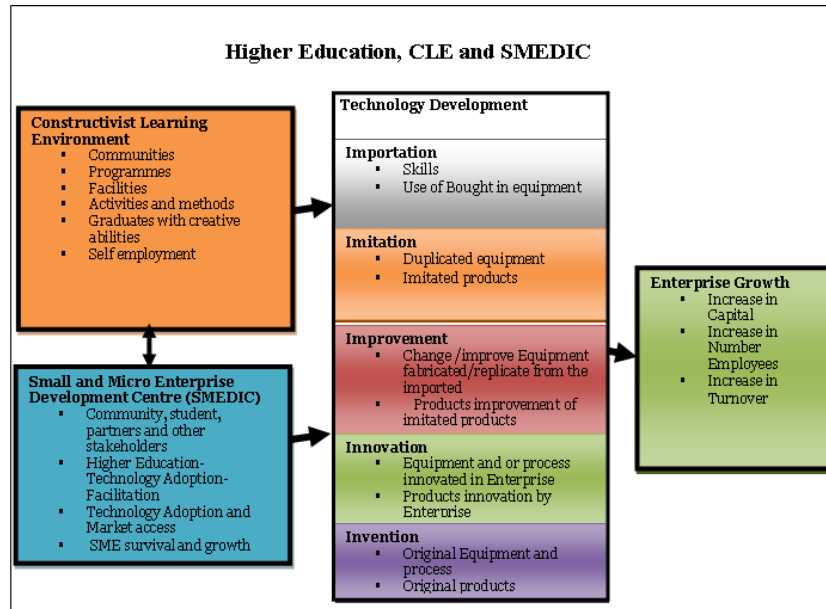 Higher Education, CLE and SMEDIC
Constructivist Learning
Environment
▪ Communities
▪ Programmes
▪ Facilities
▪ Activities and methods
▪ Graduates with creative
abilities
▪ Self employment
Small and Micro Enterprise
Development Centre (SMEDIC)
▪ Community, student,
partners and other
stakeholders
▪ Higher Education-
Technology Adoption-
Facilitation
▪ Technology Adoption and
Market access
▪ SME survival and growth
Technology Development
Importation
▪ Skills
▪ Use of Bought in equipment
Imitation
▪ Duplicated equipment
▪ Imitated products
Improvement
▪ Change /improve Equipment
fabricated/replicate from the
imported
▪ Products improvement of
imitated products
Innovation
▪ Equipment and or process
innovated in Enterprise
▪ Products innovation by
Enterprise
Invention
▪ Original Equipment and
process
▪ Original products
Enterprise Growth
▪ Increase in
Capital
▪ Increase in
Number
Employees
▪ Increase in
Turnover